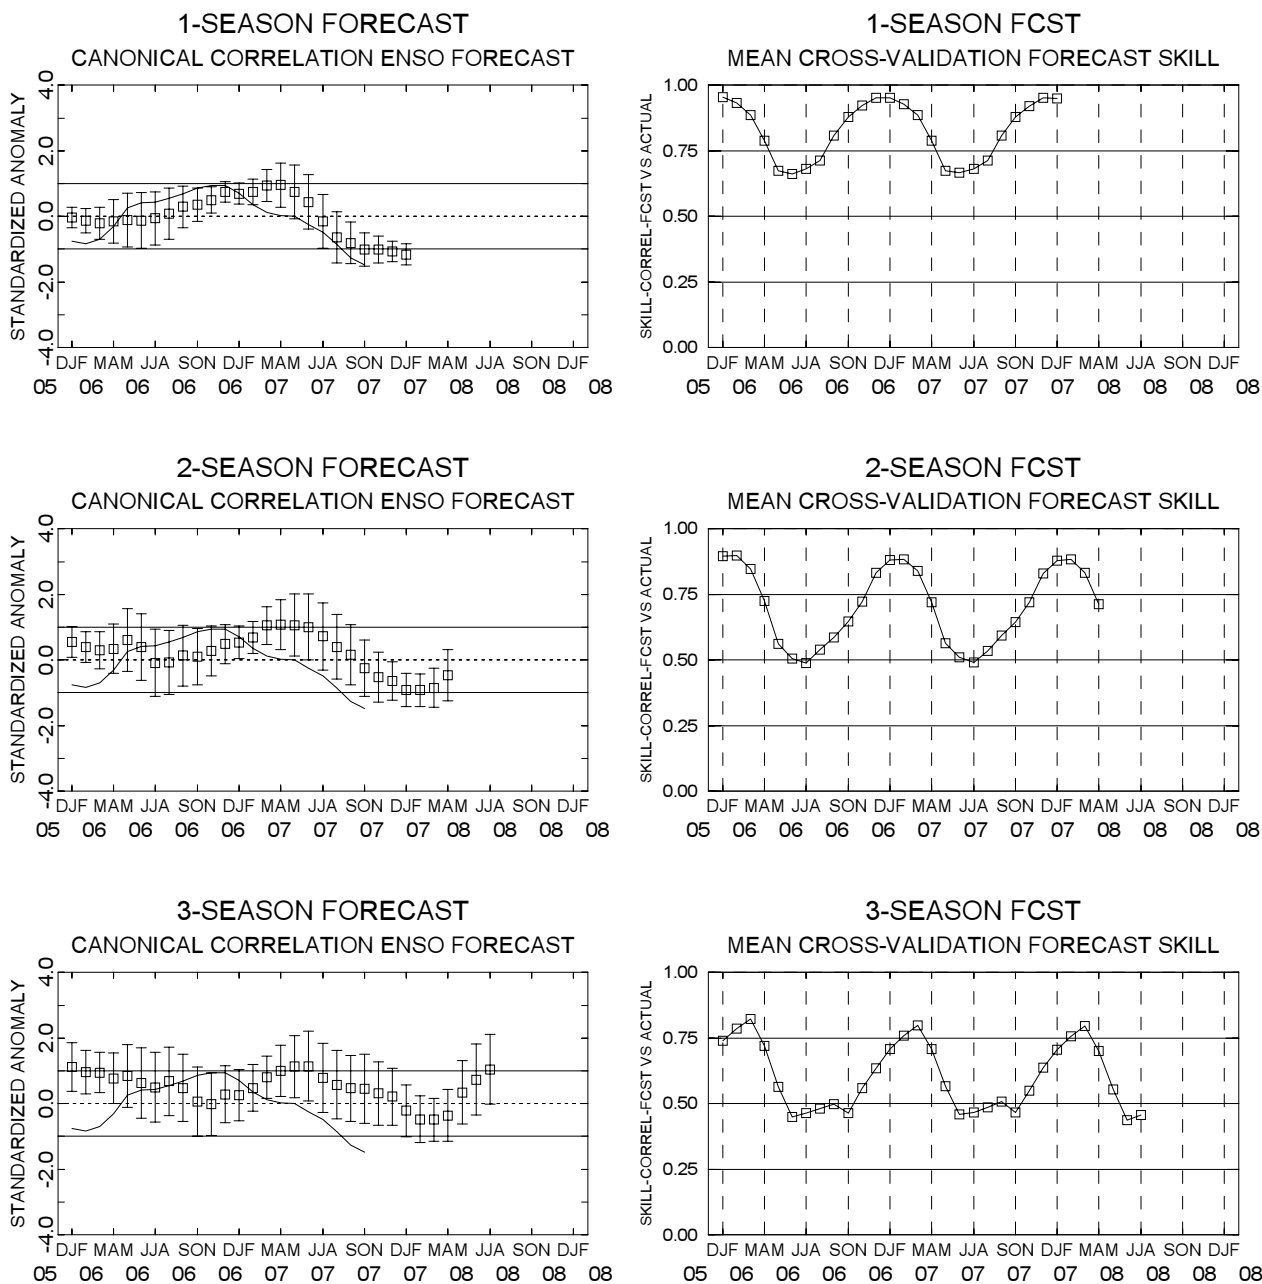 1-SEASON FORECAST
CANONICAL CORRELATION ENSO FORECAST
STANDARDIZED ANOMALY
4.0
2.0
0.0
-2.0
-4.0
DJF MAM JJA SON DJF MAM JJA SON DJF MAM JJA SON DJF
05 06 06 06 06 07 07 07 07 08 08 08 08
1-SEASON FCST
MEAN CROSS-VALIDATION FORECAST SKILL
SKILL-CORREL-FCST VS ACTUAL
1.00
0.75
0.50
0.25
0.00
DJF MAM JJA SON DJF MAM JJA SON DJF MAM JJA SON DJF
05 06 06 06 06 07 07 07 07 08 08 08 08
2-SEASON FORECAST
CANONICAL CORRELATION ENSO FORECAST
STANDARDIZED ANOMALY
4.0
2.0
0.0
-2.0
-4.0
DJF MAM JJA SON DJF MAM JJA SON DJF MAM JJA SON DJF
05 06 06 06 06 07 07 07 07 08 08 08 08
2-SEASON FCST
MEAN CROSS-VALIDATION FORECAST SKILL
SKILL-CORREL-FCST VS ACTUAL
1.00
0.75
0.50
0.25
0.00
DJF MAM JJA SON DJF MAM JJA SON DJF MAM JJA SON DJF
05 06 06 06 06 07 07 07 07 08 08 08 08
3-SEASON FORECAST
CANONICAL CORRELATION ENSO FORECAST
STANDARDIZED ANOMALY
4.0
2.0
0.0
-2.0
-4.0
DJF MAM JJA SON DJF MAM JJA SON DJF MAM JJA SON DJF
05 06 06 06 06 07 07 07 07 08 08 08 08
3-SEASON FCST
MEAN CROSS-VALIDATION FORECAST SKILL
SKILL-CORREL-FCST VS ACTUAL
1.00
0.75
0.50
0.25
0.00
DJF MAM JJA SON DJF MAM JJA SON DJF MAM JJA SON DJF
05 06 06 06 06 07 07 07 07 08 08 08 08